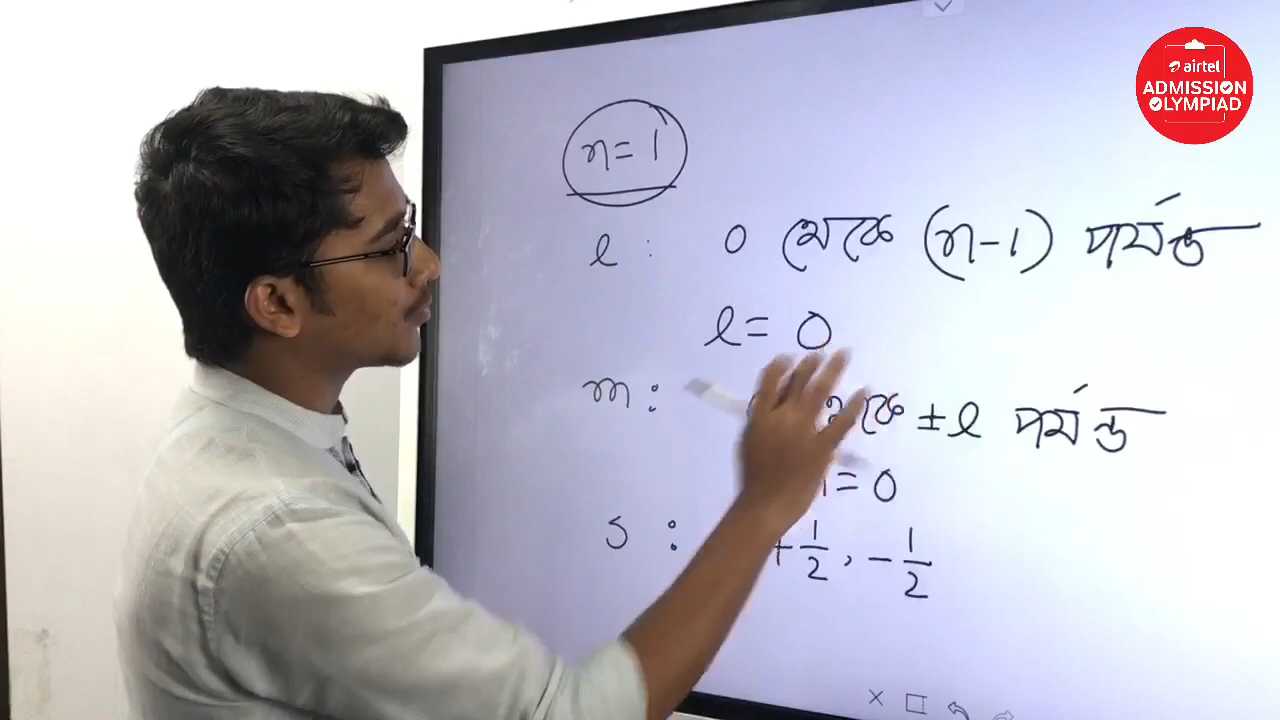 airtel
ADMISSION
OLYMPIAD
n = 1
l : 0 থেকে (n-1) পর্যন্ত
l = 0
m : থেকে ±l পর্যন্ত
= 0
s : +1/2, -1/2